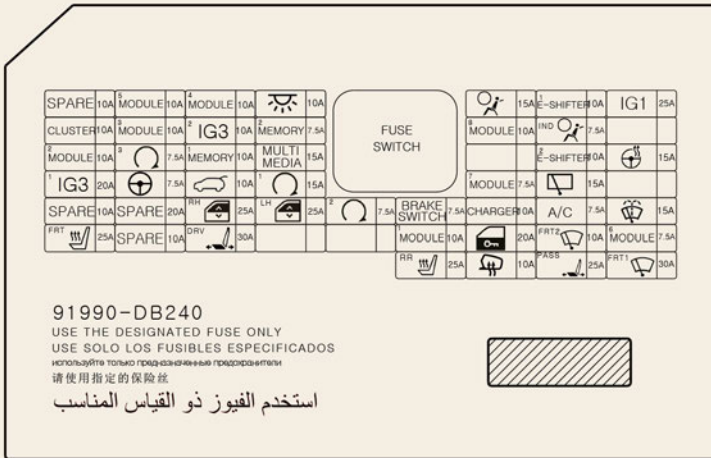 SPARE 10A 5 MODULE 10A 4 MODULE 10A 10A 15A 1 E-SHIFTER 10A IG1 25A
CLUSTER 10A 3 MODULE 10A 2 IG3 10A 2 MEMORY 7.5A FUSE SWITCH 8 MODULE 10A IND 7.5A
2 MODULE 10A 3 7.5A 1 MEMORY 10A MULTI MEDIA 15A 2 E-SHIFTER 10A 15A
1 IG3 20A 7.5A 10A 1 15A 7 MODULE 7.5A 15A
SPARE 10A SPARE 20A RH 25A LH 25A 2 7.5A BRAKE SWITCH 7.5A CHARGER 10A A/C 7.5A 15A
FRT 25A SPARE 10A DRV 30A 1 MODULE 10A 20A FRT2 10A 6 MODULE 7.5A
RR 25A 10A PASS 25A FRT1 30A
91990-DB240
USE THE DESIGNATED FUSE ONLY
USE SOLO LOS FUSIBLES ESPECIFICADOS
используйте только предназначенные предохранители
请使用指定的保险丝
استخدم الفيوز ذو القياس المناسب